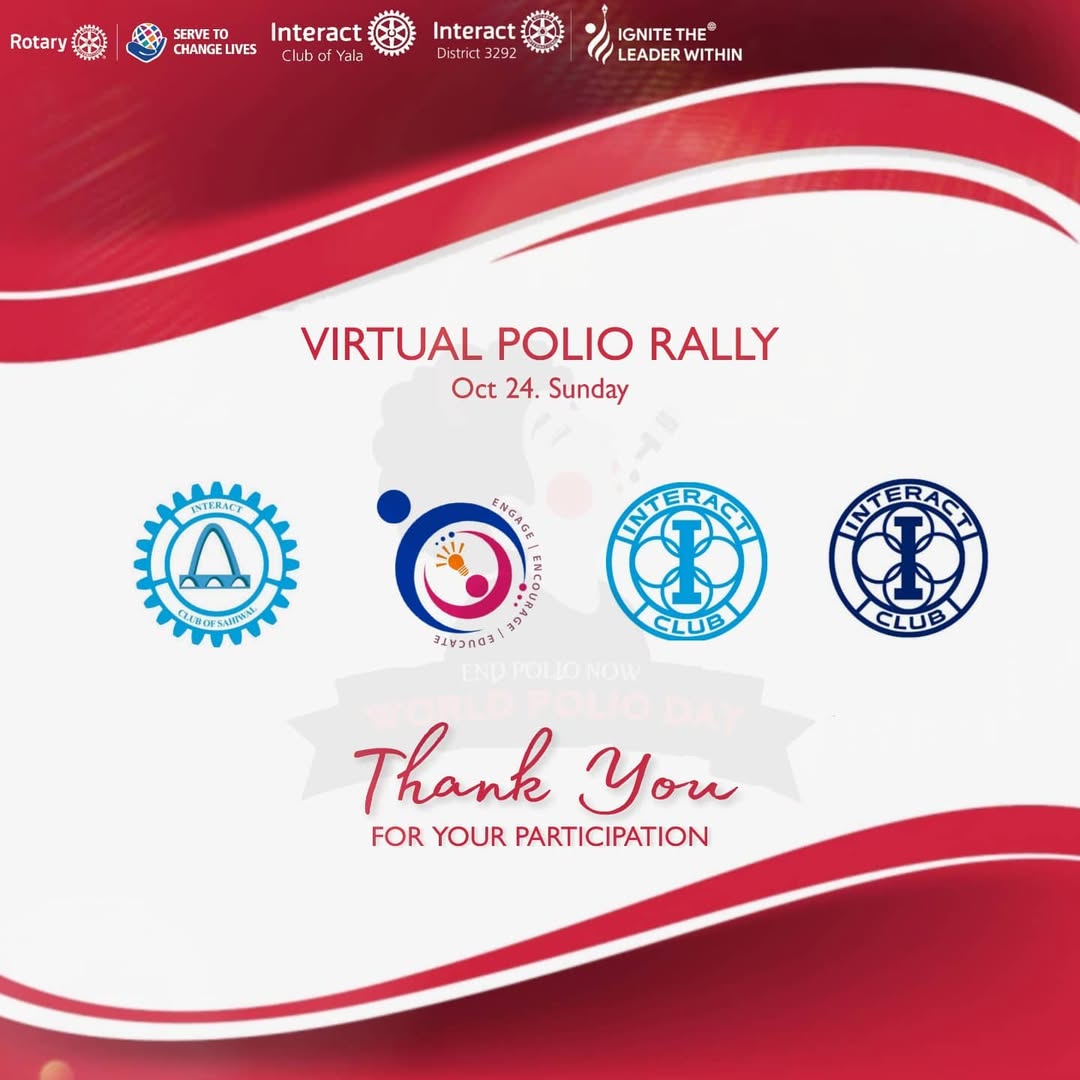 Rotary
SERVE TO
CHANGE LIVES
Interact
Club of Yala
Interact
District 3292
IGNITE THE®
LEADER WITHIN
VIRTUAL POLIO RALLY
Oct 24. Sunday
INTERACT
CLUB OF SAHIWAL
ENGAGE | ENCOURAGE | EDUCATE
INTERACT
I
CLUB
INTERACT
I
CLUB
END POLIO NOW
WORLD POLIO DAY
Thank You
FOR YOUR PARTICIPATION